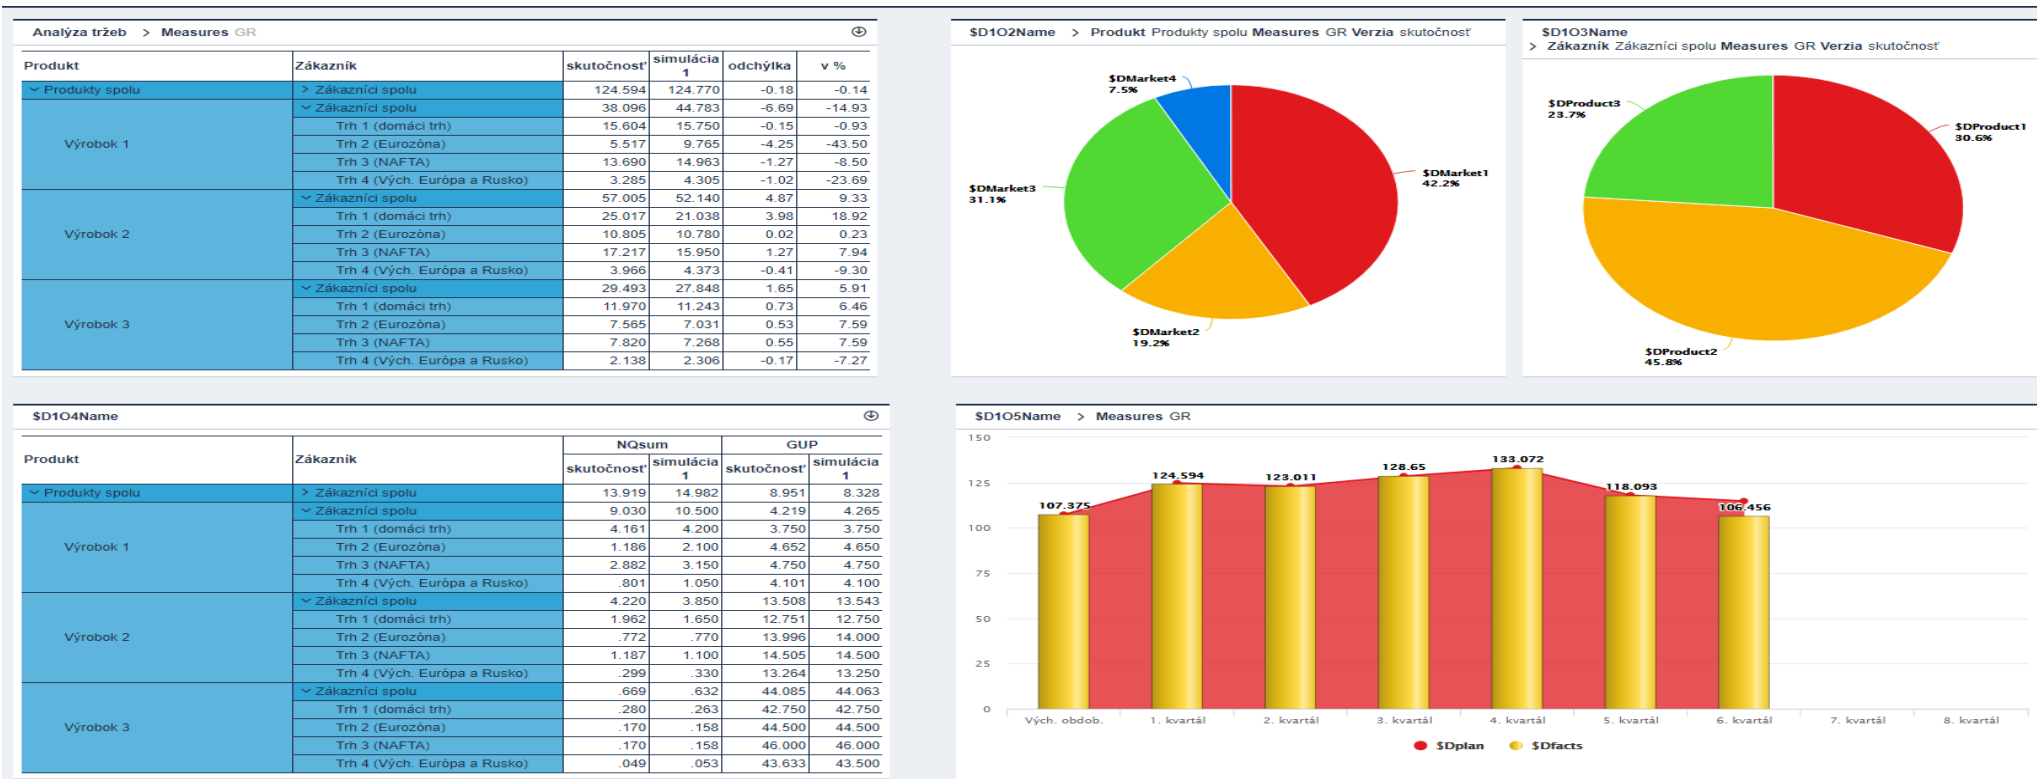 Analýza tržeb > Measures GR
Produkt Zákazník skutočnosť simulácia 1 odchýlka v %
Produkty spolu > Zákazníci spolu 124.594 124.770 -0.18 -0.14
Výrobok 1 Zákazníci spolu 38.096 44.783 -6.69 -14.93
Trh 1 (domáci trh) 15.604 15.750 -0.15 -0.93
Trh 2 (Eurozóna) 5.517 9.765 -4.25 -43.50
Trh 3 (NAFTA) 13.690 14.963 -1.27 -8.50
Trh 4 (Vých. Európa a Rusko) 3.285 4.305 -1.02 -23.69
Výrobok 2 Zákazníci spolu 57.005 52.140 4.87 9.33
Trh 1 (domáci trh) 25.017 21.038 3.98 18.92
Trh 2 (Eurozóna) 10.805 10.780 0.02 0.23
Trh 3 (NAFTA) 17.217 15.950 1.27 7.94
Trh 4 (Vých. Európa a Rusko) 3.966 4.373 -0.41 -9.30
Výrobok 3 Zákazníci spolu 29.493 27.848 1.65 5.91
Trh 1 (domáci trh) 11.970 11.243 0.73 6.46
Trh 2 (Eurozóna) 7.565 7.031 0.53 7.59
Trh 3 (NAFTA) 7.820 7.268 0.55 7.59
Trh 4 (Vých. Európa a Rusko) 2.138 2.306 -0.17 -7.27
$D1O2Name > Produkt Produkty spolu Measures GR Verzia skutočnosť
$DMarket4
7.5%
$DMarket1
42.2%
$DMarket3
31.1%
$DMarket2
19.2%
$D1O3Name
> Zákazník Zákazníci spolu Measures GR Verzia skutočnosť
$DProduct3
23.7%
$DProduct1
30.6%
$DProduct2
45.8%
$D1O4Name
NQsum GUP
Produkt Zákazník skutočnosť simulácia 1 skutočnosť simulácia 1
Produkty spolu > Zákazníci spolu 13.919 14.982 8.951 8.328
Výrobok 1 Zákazníci spolu 9.030 10.500 4.219 4.265
Trh 1 (domáci trh) 4.161 4.200 3.750 3.750
Trh 2 (Eurozóna) 1.186 2.100 4.652 4.650
Trh 3 (NAFTA) 2.882 3.150 4.750 4.750
Trh 4 (Vých. Európa a Rusko) .801 1.050 4.101 4.100
Výrobok 2 Zákazníci spolu 4.220 3.850 13.508 13.543
Trh 1 (domáci trh) 1.962 1.650 12.751 12.750
Trh 2 (Eurozóna) .772 .770 13.996 14.000
Trh 3 (NAFTA) 1.187 1.100 14.505 14.500
Trh 4 (Vých. Európa a Rusko) .299 .330 13.264 13.250
Výrobok 3 Zákazníci spolu .669 .632 44.085 44.063
Trh 1 (domáci trh) .280 .263 42.750 42.750
Trh 2 (Eurozóna) .170 .158 44.500 44.500
Trh 3 (NAFTA) .170 .158 46.000 46.000
Trh 4 (Vých. Európa a Rusko) .049 .053 43.633 43.500
$D1O5Name > Measures GR
150
125
100
75
50
25
0
107.375 124.594 123.011 128.65 133.072 118.093 106.456
Vých. obdob. 1. kvartál 2. kvartál 3. kvartál 4. kvartál 5. kvartál 6. kvartál 7. kvartál 8. kvartál
$Dplan $Dfacts